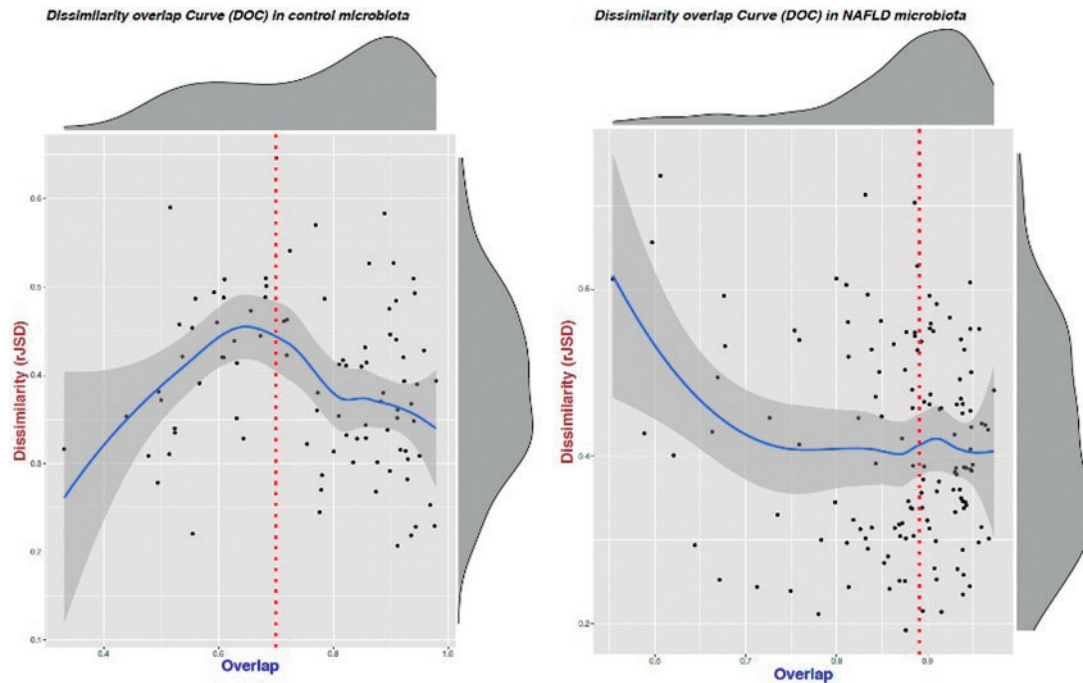 Dissimilarity overlap Curve (DOC) in control microbiota
Dissimilarity (rJSD)
0.6
0.5
0.4
0.3
0.2
0.1
0.4
0.6
0.8
1.0
Overlap
Dissimilarity overlap Curve (DOC) in NAFLD microbiota
Dissimilarity (rJSD)
0.6
0.4
0.2
0.6
0.7
0.8
0.9
Overlap